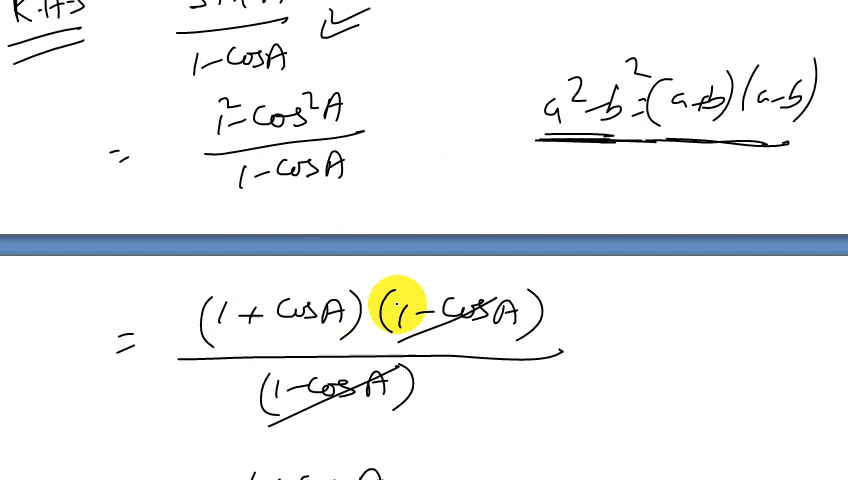 R.H.S
1-cosA
a²-b²=(a+b)(a-b)
= 1²-cos²A
1-cosA
= (1+cosA)(1-cosA)
(1-cosA)